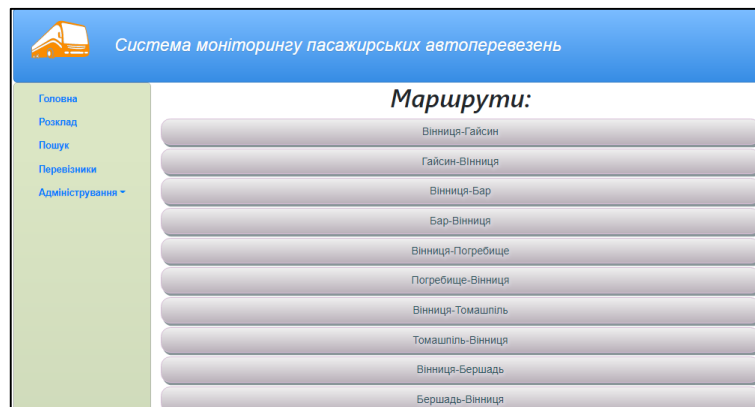 Система моніторингу пасажирських автоперевезень
Головна
Розклад
Пошук
Перевізники
Адміністрування
Маршрути:
Вінниця-Гайсин
Гайсин-Вінниця
Вінниця-Бар
Бар-Вінниця
Вінниця-Погребище
Погребище-Вінниця
Вінниця-Томашпіль
Томашпіль-Вінниця
Вінниця-Бершадь
Бершадь-Вінниця